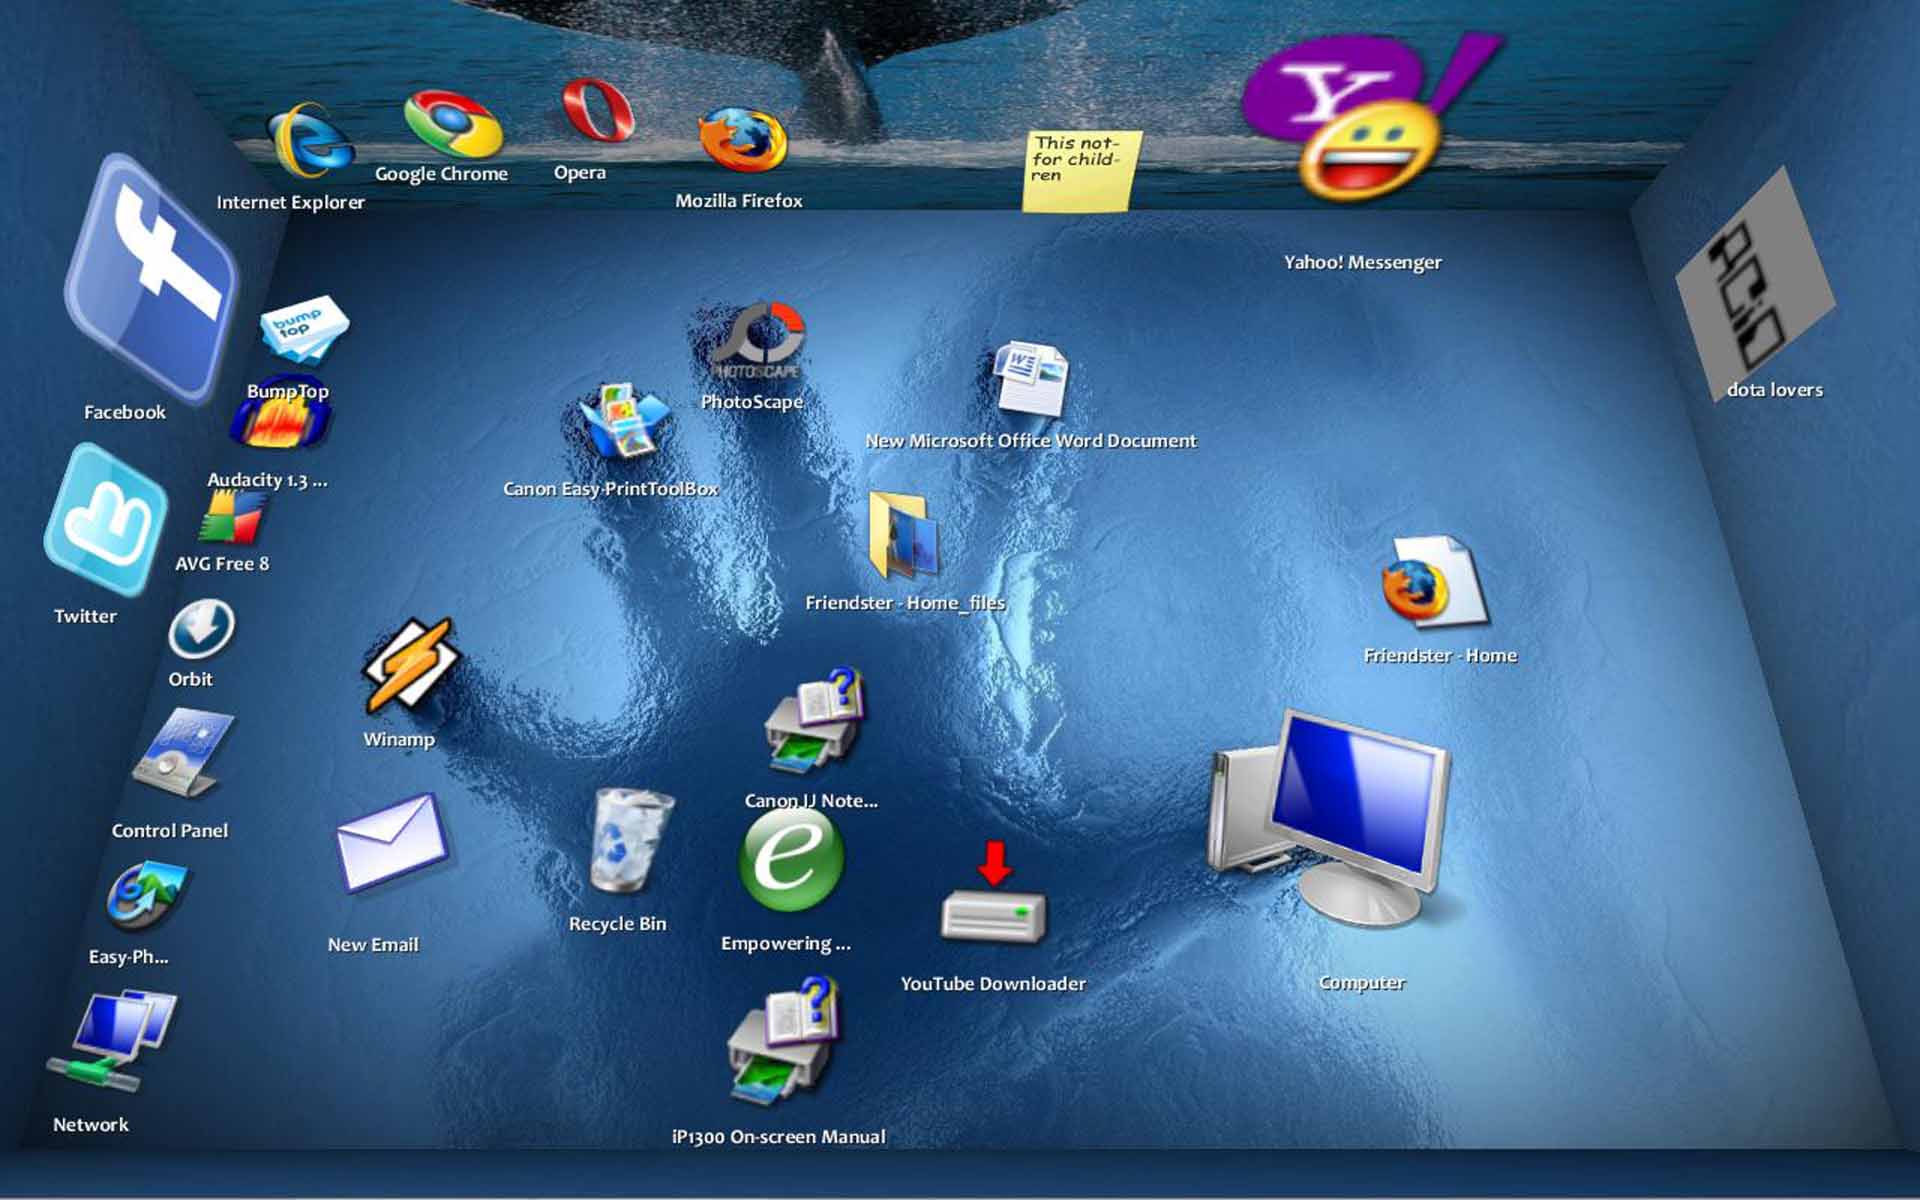 Internet Explorer
Google Chrome
Opera
Mozilla Firefox
This not-
for child-
ren
Y
Yahoo! Messenger
f
Facebook
bump
top
BumpTop
Audacity 1.3 ...
PHOTOSCAPE
PhotoScape
W
New Microsoft Office Word Document
dota lovers
Canon Easy-PrintToolBox
AVG Free 8
Twitter
Friendster - Home_files
Friendster - Home
Orbit
Winamp
Control Panel
Canon IJ Note...
e
New Email
Recycle Bin
Empowering ...
YouTube Downloader
Computer
Easy-Ph...
Network
iP1300 On-screen Manual